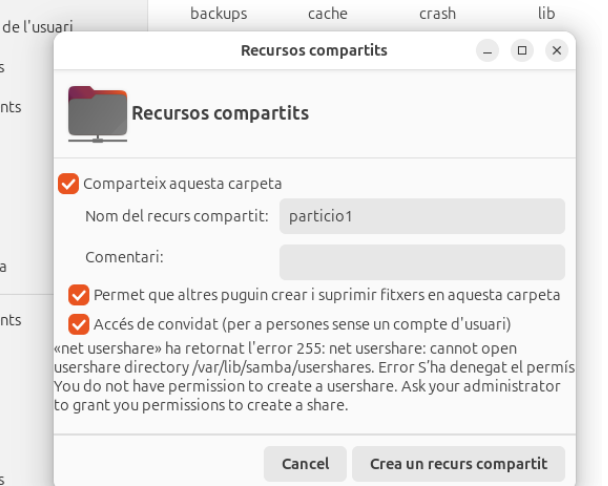 backups cache crash lib
de l'usuari
s
nts
Recursos compartits
Recursos compartits
Comparteix aquesta carpeta
Nom del recurs compartit: particio1
Comentari:
a
Permet que altres puguin crear i suprimir fitxers en aquesta carpeta
nts
Accés de convidat (per a persones sense un compte d'usuari)
«net usershare» ha retornat l'error 255: net usershare: cannot open
usershare directory /var/lib/samba/usershares. Error S’ha denegat el permís
You do not have permission to create a usershare. Ask your administrator
to grant you permissions to create a share.
Cancel Crea un recurs compartit
s